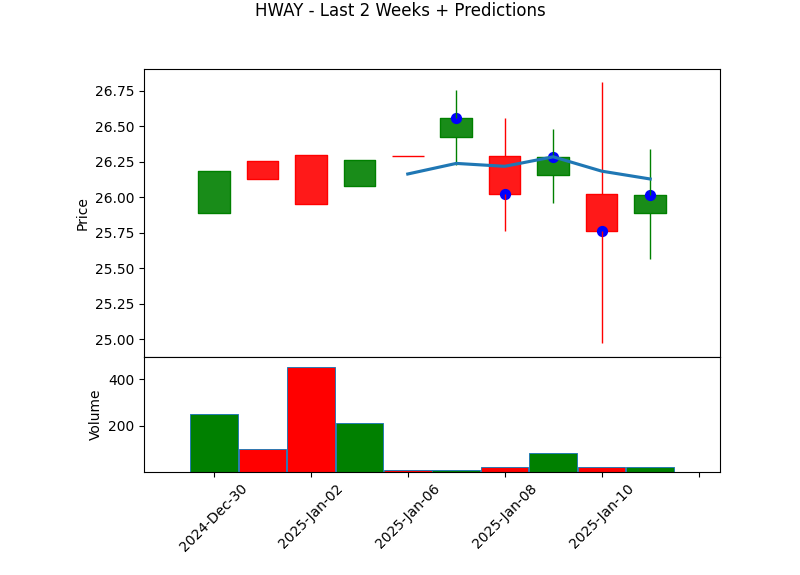 HWAY - Last 2 Weeks + Predictions
26.75
26.50
26.25
26.00
25.75
25.50
25.25
25.00
Price
400
200
Volume
2024-Dec-30
2025-Jan-02
2025-Jan-06
2025-Jan-08
2025-Jan-10